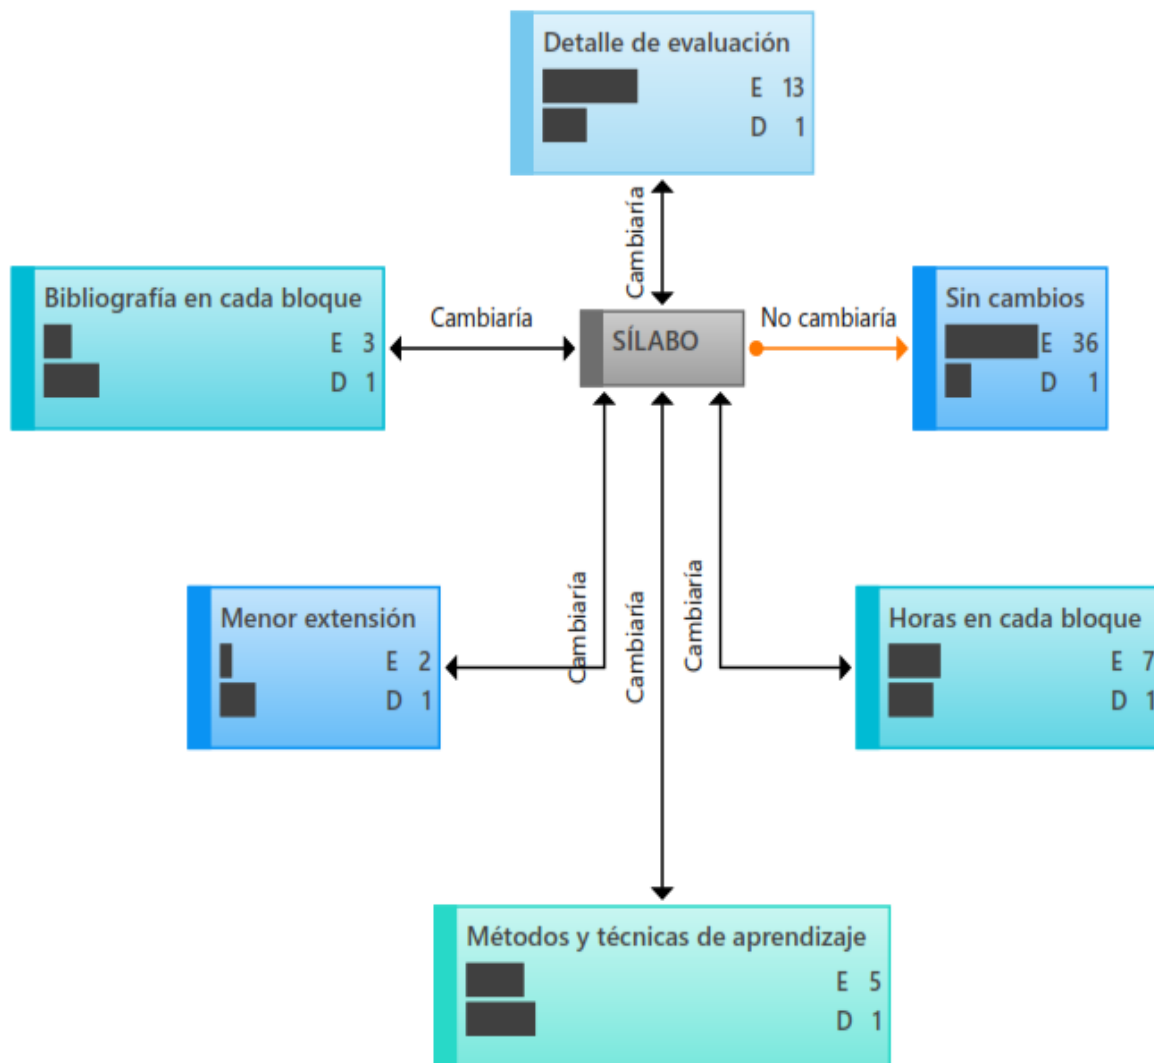 Detalle de evaluación
E 13
D 1
Cambiaría
Bibliografía en cada bloque
E 3
D 1
Cambiaría
SÍLABO
No cambiaría
Sin cambios
E 36
D 1
Menor extensión
E 2
D 1
Cambiaría
Cambiaría
Cambiaría
Horas en cada bloque
E 7
D 1
Métodos y técnicas de aprendizaje
E 5
D 1